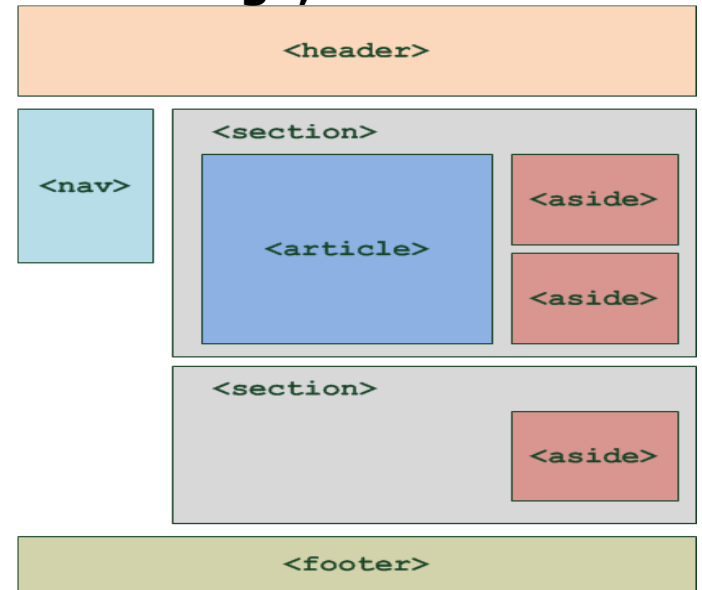 <header>
<nav>
<section>
<article>
<aside>
<aside>
<section>
<aside>
<footer>